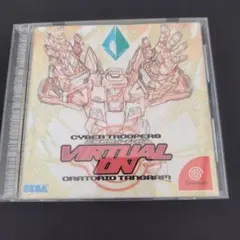 CYBER TROOPERS
VIRTUAL
ON
ORATORIO TANGRAM
SEGA
Dreamcast